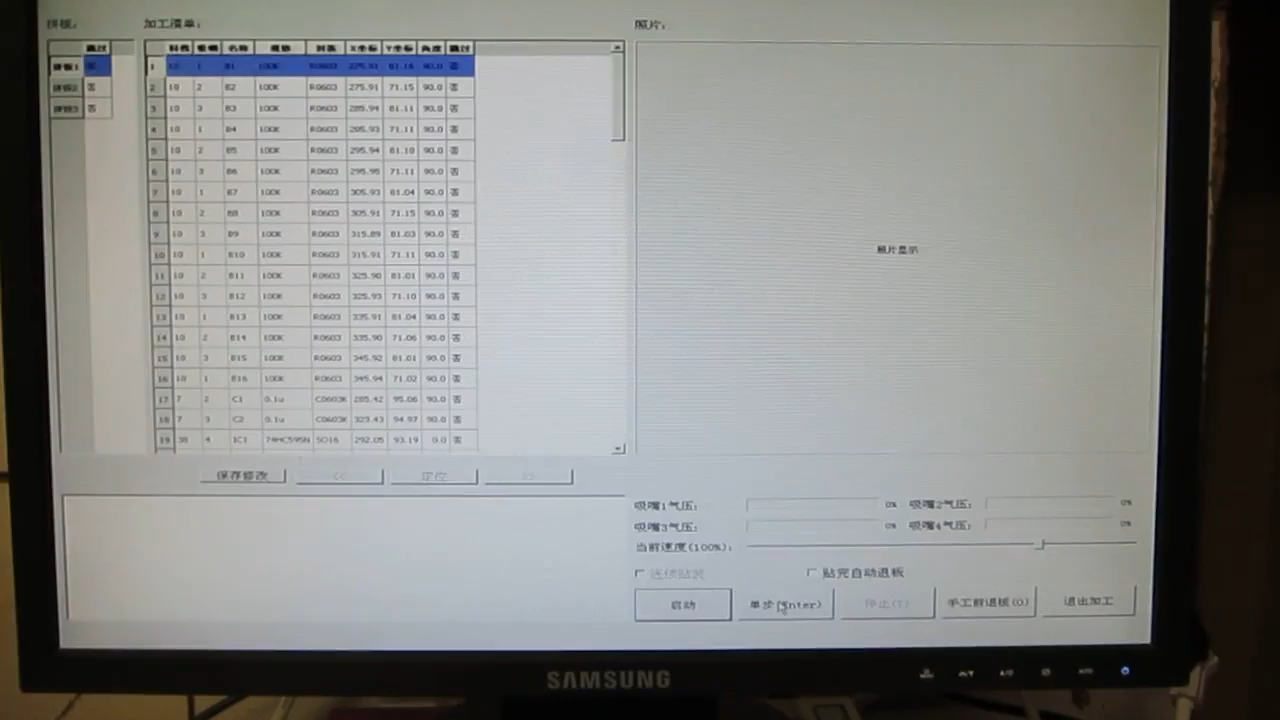 拼板: 加工清单: 照片:
跳过
拼板1 否
拼板2 否
拼板3 否
料栈 吸嘴 名称 规格 封装 X坐标 Y坐标 角度 跳过
1 10 1 B1 100K R0603 275.91 81.16 90.0 否
2 10 2 B2 100K R0603 275.91 71.15 90.0 否
3 10 3 B3 100K R0603 285.94 81.11 90.0 否
4 10 1 B4 100K R0603 285.93 71.11 90.0 否
5 10 2 B5 100K R0603 295.94 81.10 90.0 否
6 10 3 B6 100K R0603 295.95 71.11 90.0 否
7 10 1 B7 100K R0603 305.93 81.04 90.0 否
8 10 2 B8 100K R0603 305.91 71.15 90.0 否
9 10 3 B9 100K R0603 315.89 81.03 90.0 否
10 10 1 B10 100K R0603 315.91 71.11 90.0 否
11 10 2 B11 100K R0603 325.90 81.01 90.0 否
12 10 3 B12 100K R0603 325.93 71.10 90.0 否
13 10 1 B13 100K R0603 335.91 81.04 90.0 否
14 10 2 B14 100K R0603 335.90 71.06 90.0 否
15 10 3 B15 100K R0603 345.92 81.01 90.0 否
16 10 1 B16 100K R0603 345.94 71.02 90.0 否
17 7 2 C1 0.1u C0603K 285.42 95.06 90.0 否
18 7 3 C2 0.1u C0603K 323.43 94.97 90.0 否
19 38 4 IC1 74HC595N SO16 292.05 93.19 0.0 否
照片显示
保存修改 << 定位 >>
吸嘴1气压: 0% 吸嘴2气压: 0%
吸嘴3气压: 0% 吸嘴4气压: 0%
当前速度(100%):
连续贴装 贴完自动退板
启动 单步(Enter) 停止(T) 手工前退板(O) 退出加工
SAMSUNG